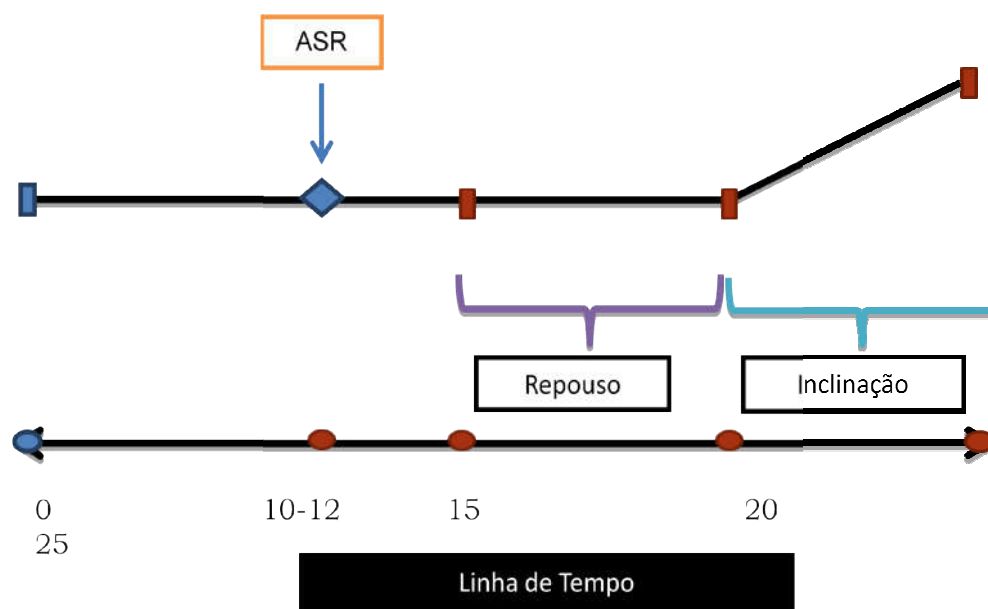 ASR
Repouso
Inclinação
0 10-12 15 20
25
Linha de Tempo